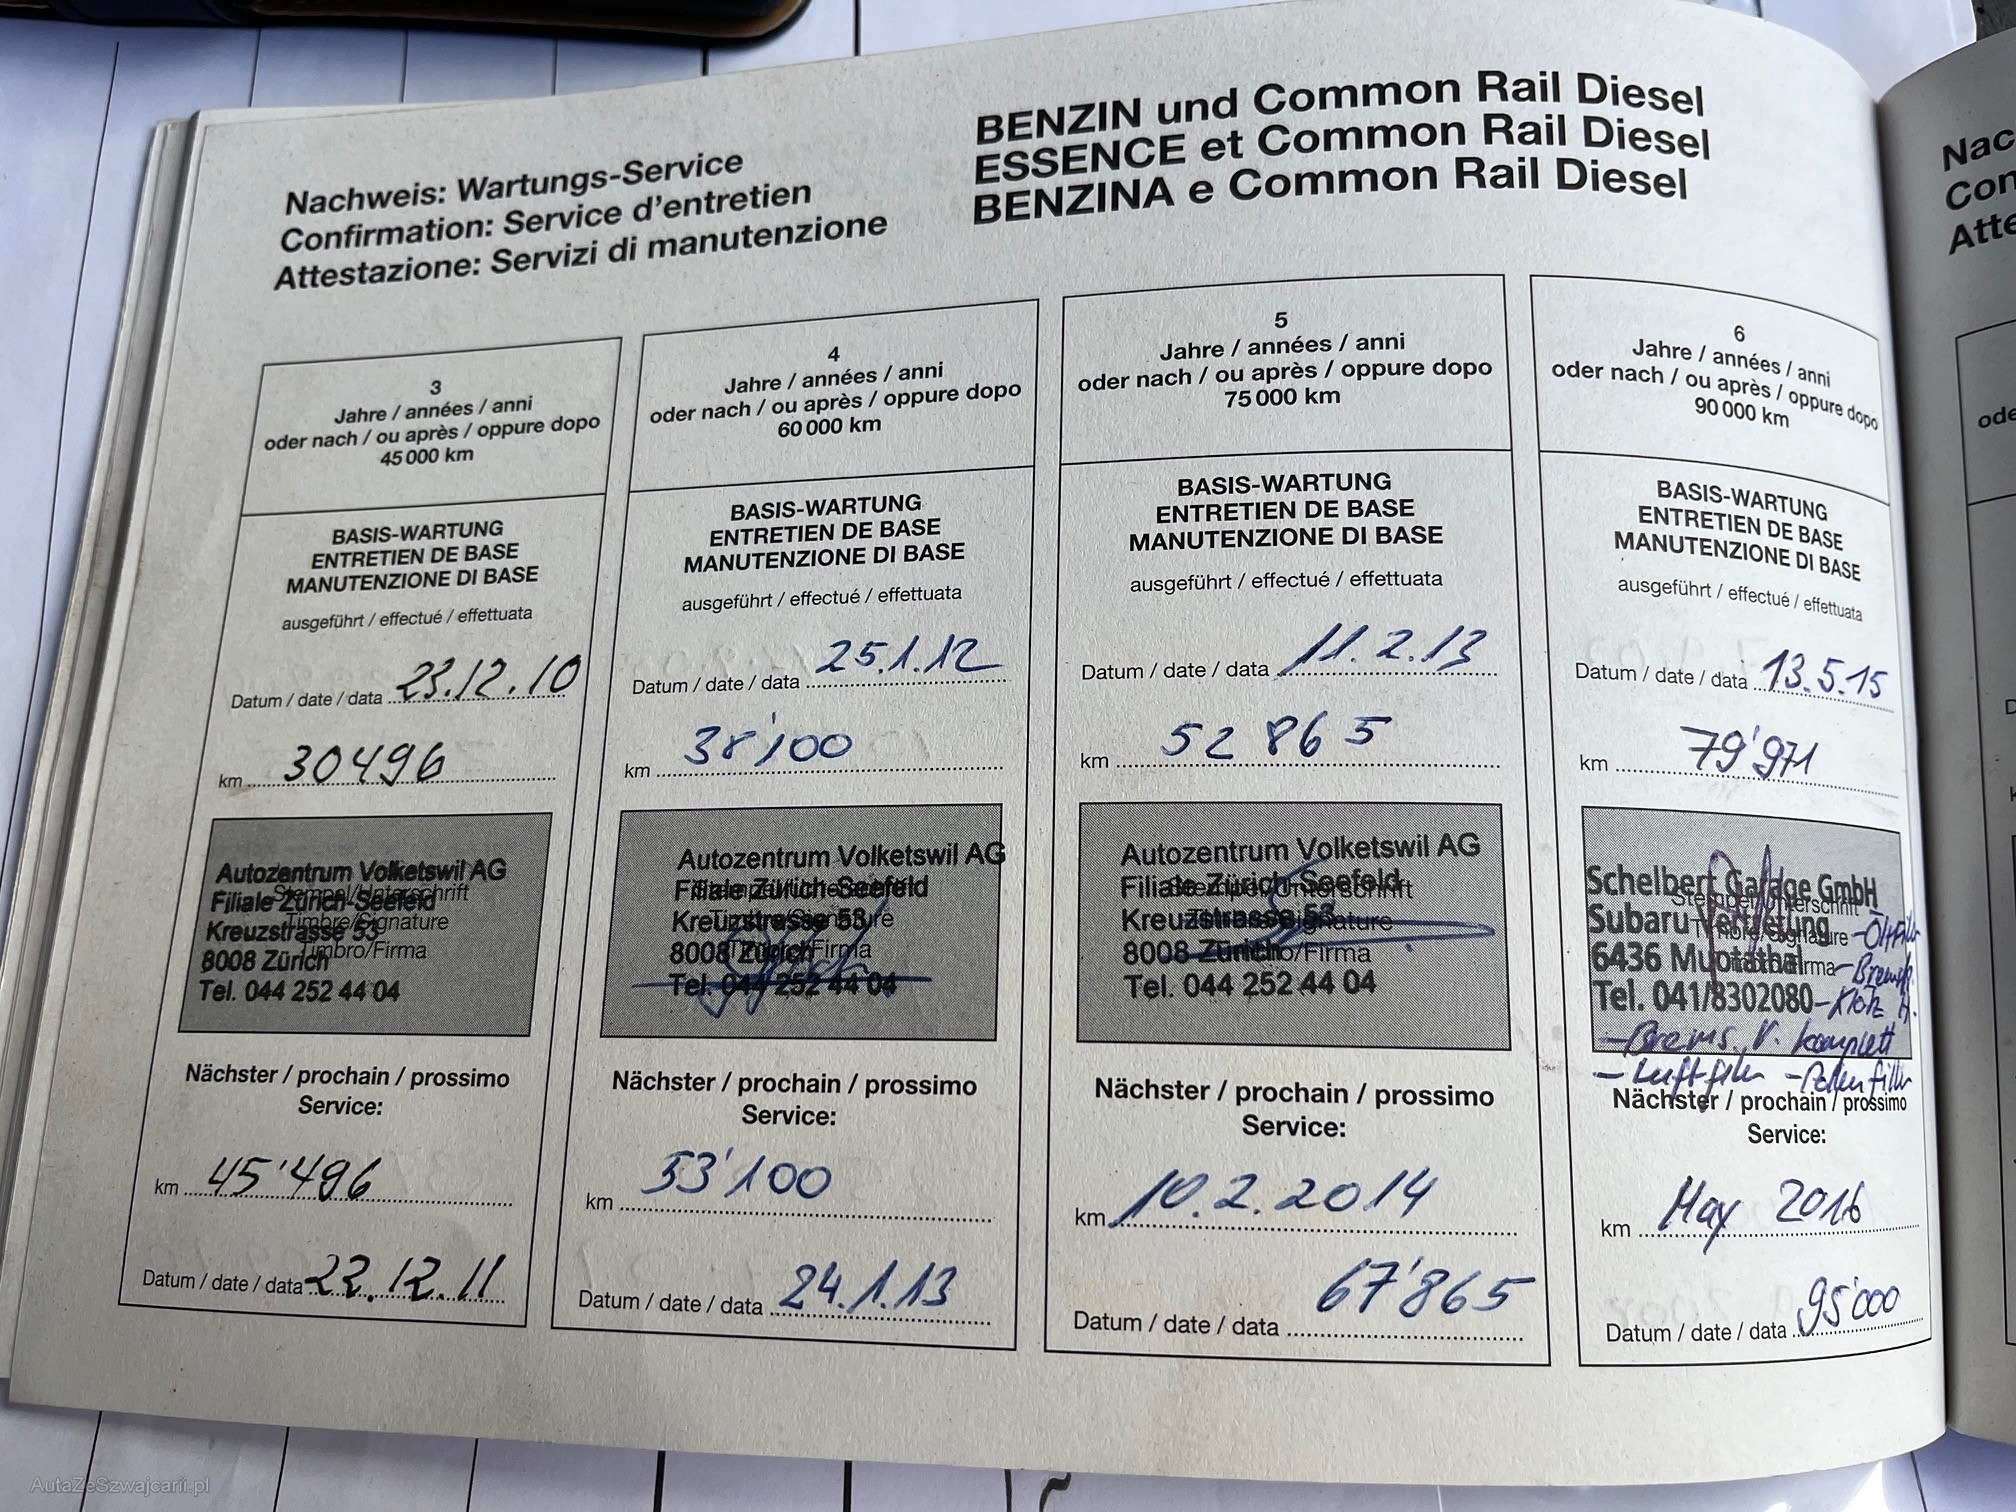 Nachweis: Wartungs-Service
Confirmation: Service d'entretien
Attestazione: Servizi di manutenzione
BENZIN und Common Rail Diesel
ESSENCE et Common Rail Diesel
BENZINA e Common Rail Diesel
3
Jahre / années / anni
oder nach / ou après / oppure dopo
45 000 km
BASIS-WARTUNG
ENTRETIEN DE BASE
MANUTENZIONE DI BASE
ausgeführt / effectué / effettuata
Datum / date / data 23.12.10
km 30496
Autozentrum Volketswil AG
Stempel/Unterschrift
Filiale Zürich-Seefeld
Timbre/Signature
Kreuzstrasse 53
Timbro/Firma
8008 Zürich
Tel. 044 252 44 04
Nächster / prochain / prossimo
Service:
km 45'496
Datum / date / data 22.12.11
4
Jahre / années / anni
oder nach / ou après / oppure dopo
60 000 km
BASIS-WARTUNG
ENTRETIEN DE BASE
MANUTENZIONE DI BASE
ausgeführt / effectué / effettuata
Datum / date / data 25.1.12
km 38'100
Autozentrum Volketswil AG
Filiale Zürich-Seefeld
Kreuzstrasse 53
8008 Zürich
Tel. 044 252 44 04
Nächster / prochain / prossimo
Service:
km 53'100
Datum / date / data 24.1.13
5
Jahre / années / anni
oder nach / ou après / oppure dopo
75 000 km
BASIS-WARTUNG
ENTRETIEN DE BASE
MANUTENZIONE DI BASE
ausgeführt / effectué / effettuata
Datum / date / data 11.2.13
km 52 865
Autozentrum Volketswil AG
Filiale Zürich-Seefeld
Kreuzstrasse 53
8008 Zürich
Tel. 044 252 44 04
Nächster / prochain / prossimo
Service:
km 10.2.2014
Datum / date / data 67'865
6
Jahre / années / anni
oder nach / ou après / oppure dopo
90 000 km
BASIS-WARTUNG
ENTRETIEN DE BASE
MANUTENZIONE DI BASE
ausgeführt / effectué / effettuata
Datum / date / data 13.5.15
km 79'971
Schelbert Garage GmbH
Subaru Vertretung
6436 Muotathal
Tel. 041/8302080
- Brems. V. komplett
- Luftfilter - Pollenfilter
Nächster / prochain / prossimo
Service:
km May 2016
Datum / date / data 95'000
AutaZeSzwajcarii.pl